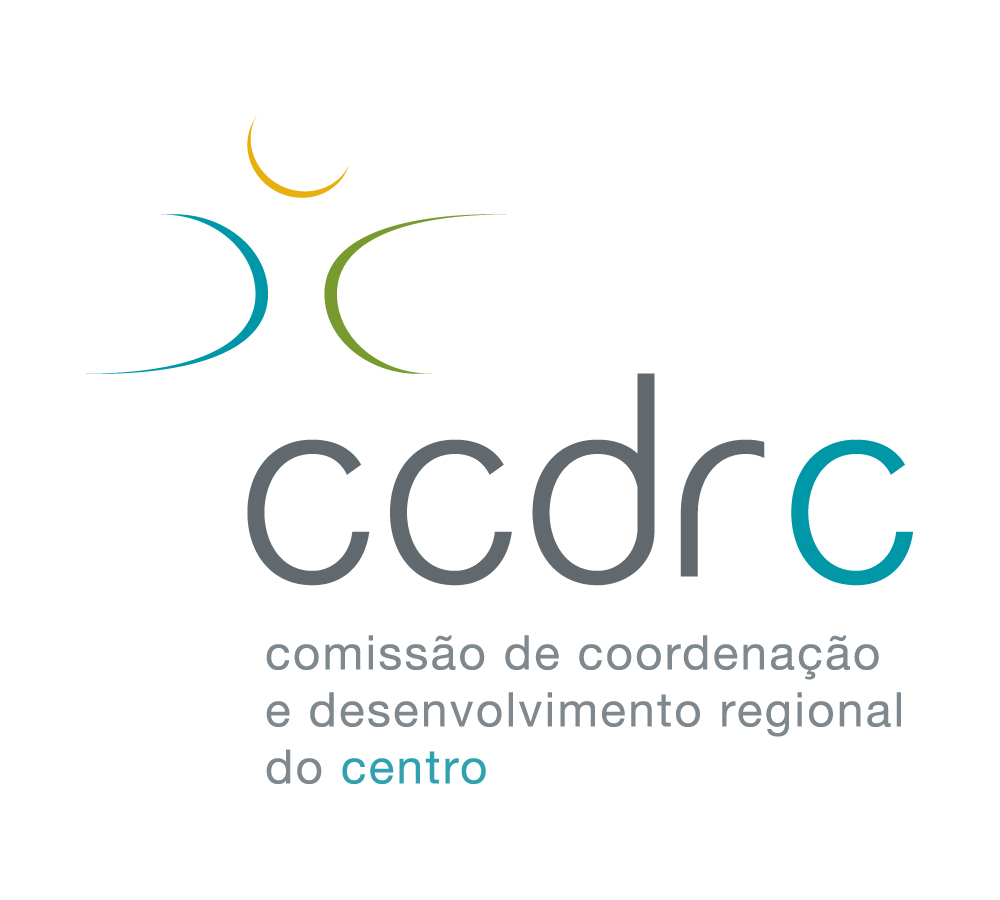 ccdrc
comissão de coordenação
e desenvolvimento regional
do centro